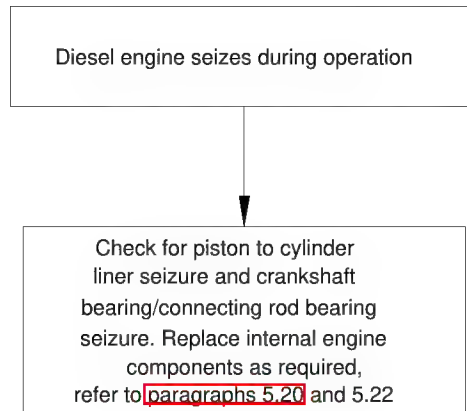 Diesel engine seizes during operation
Check for piston to cylinder
liner seizure and crankshaft
bearing/connecting rod bearing
seizure. Replace internal engine
components as required,
refer to paragraphs 5.20 and 5.22